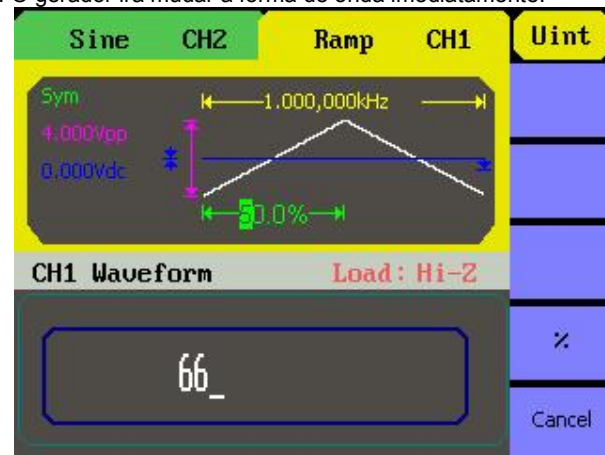 O gerador irá mudar a forma de onda imediatamente.
Sine CH2 Ramp CH1 Uint
Sym
1.000,000kHz
4.000Vpp
0.000Vdc
50.0%
CH1 Waveform Load: Hi-Z
66_
%
Cancel